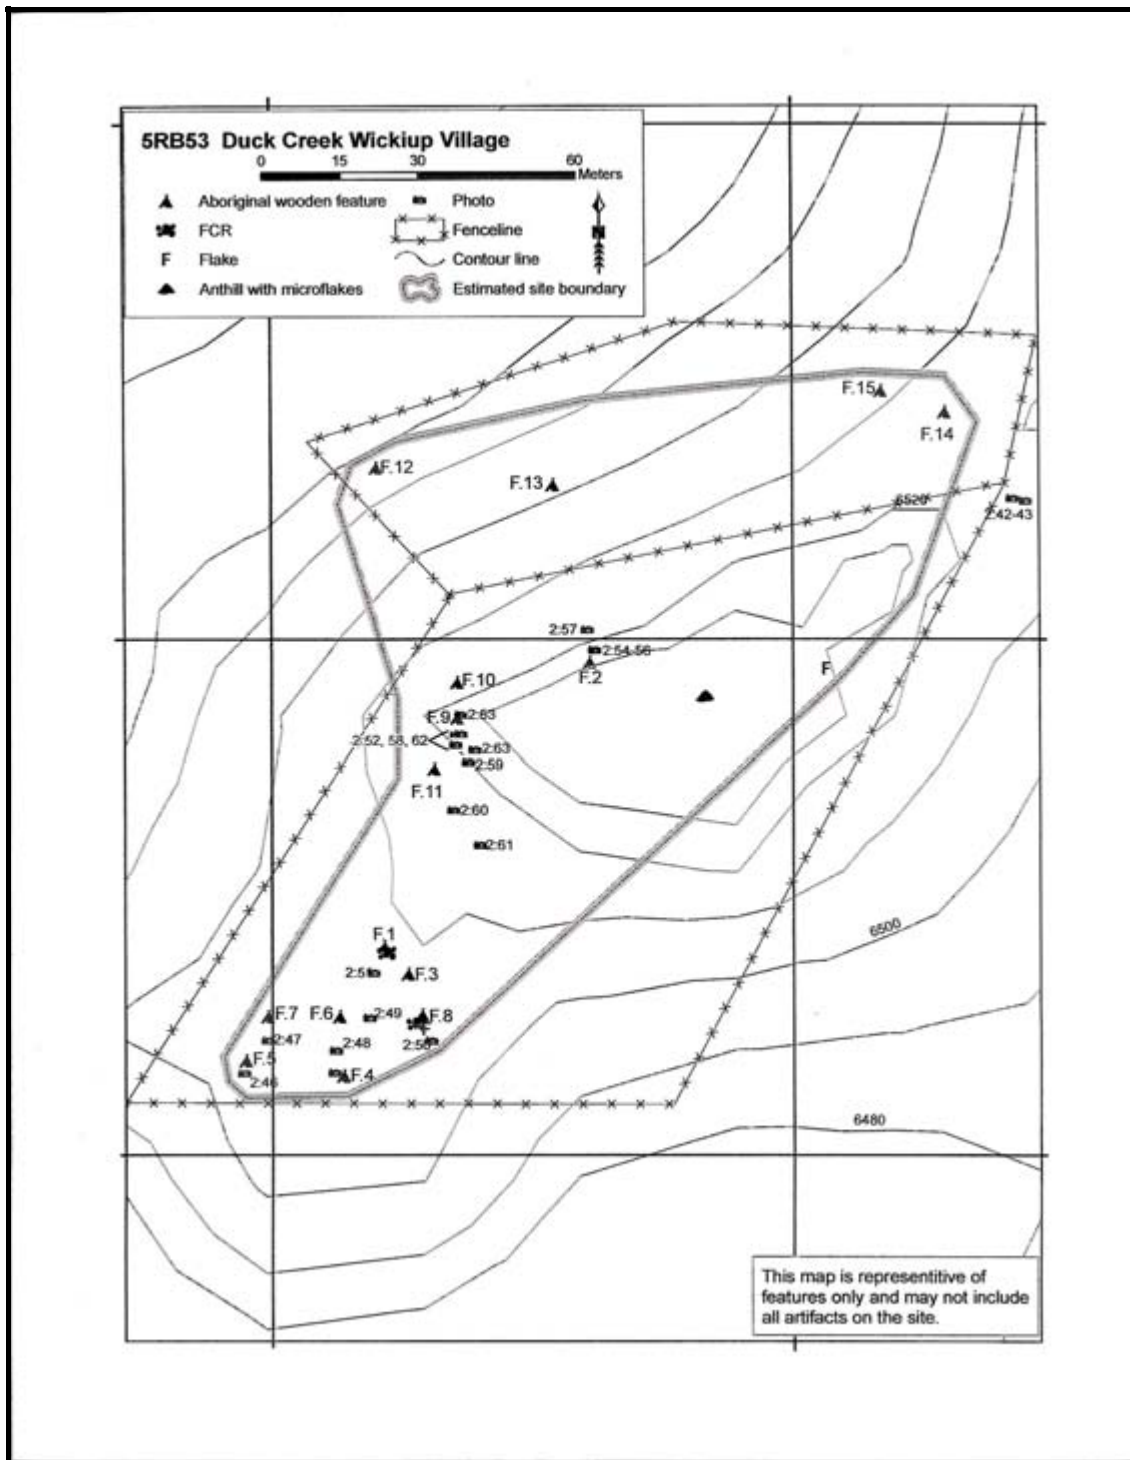 5RB53 Duck Creek Wickiup Village
0 15 30 60
Meters
Aboriginal wooden feature
Photo
FCR
Fenceline
N
F Flake
Contour line
Anthill with microflakes
Estimated site boundary
F.15
F.14
F.12
F.13
6520
2:42-43
2:57
2:54-56
F.2
F
F.10
F.9
2:63
2:52, 58, 62
2:63
2:59
F.11
2:60
2:61
F.1
6500
2:51
F.3
F.7
F.6
2:49
F.8
2:47
2:48
F.5
2:46
F.4
6480
This map is representitive of
features only and may not include
all artifacts on the site.